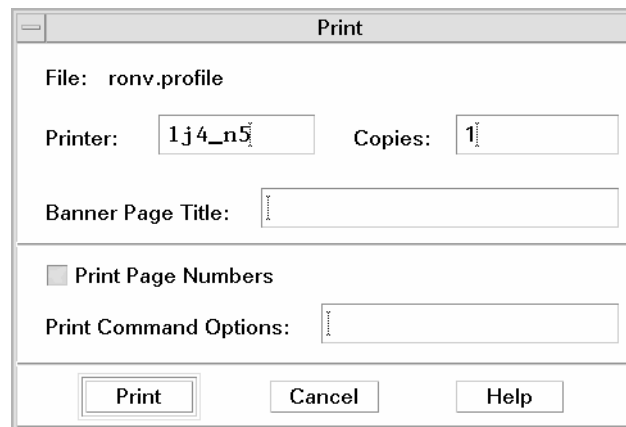 Print
File: ronv.profile
Printer: lj4_n5 Copies: 1
Banner Page Title:
Print Page Numbers
Print Command Options:
Print Cancel Help